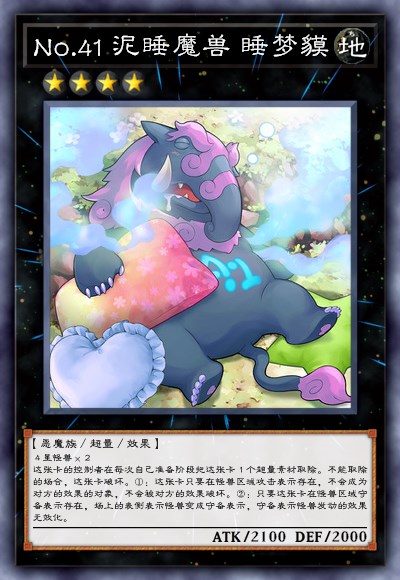 No.41 泥睡魔兽 睡梦貘 地
41
【恶魔族／超量／效果】
4星怪兽×2
这张卡的控制者在每次自己准备阶段把这张卡1个超量素材取除。不能取除
的场合，这张卡破坏。①：这张卡只要在怪兽区域攻击表示存在，不会成为
对方的效果的对象，不会被对方的效果破坏。②：只要这张卡在怪兽区域守
备表示存在，场上的表侧表示怪兽变成守备表示，守备表示怪兽发动的效果
无效化。
ATK/2100 DEF/2000